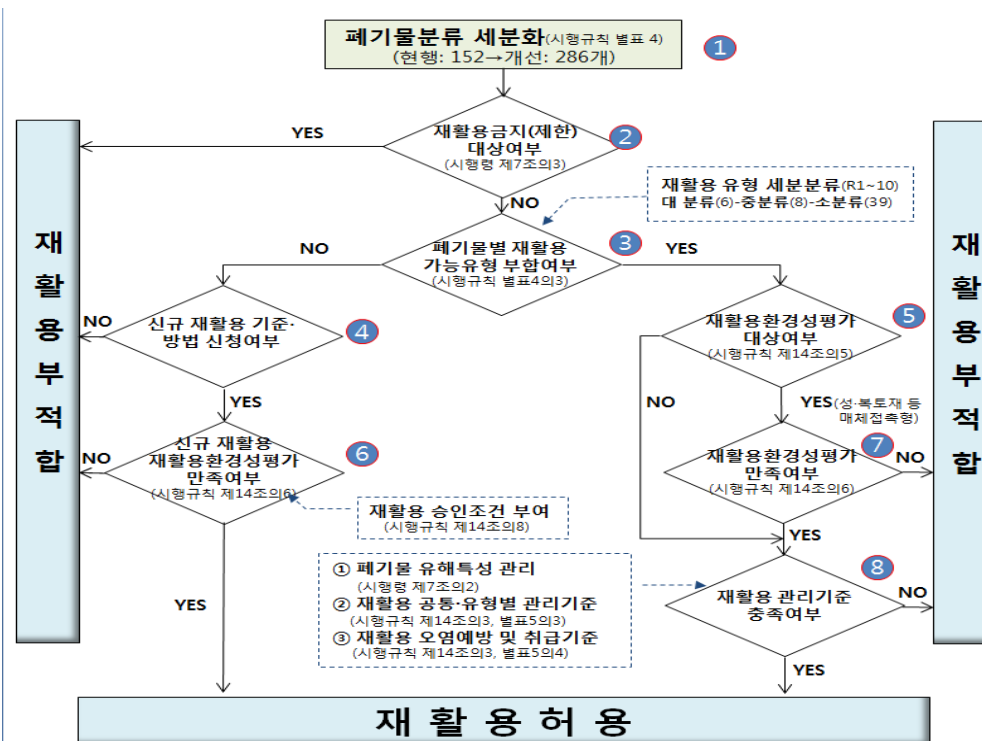 폐기물분류 세분화(시행규칙 별표 4)
(현행: 152→개선: 286개)
1
YES
재활용금지(제한)
대상여부
(시행령 제7조의3)
2
재활용 유형 세분분류(R1~10)
대 분류(6)-중분류(8)-소분류(39)
NO
NO
폐기물별 재활용
가능유형 부합여부
(시행규칙 별표4의3)
3
YES
재활용부적합
재활용부적합
NO
신규 재활용 기준·
방법 신청여부
4
재활용환경성평가
대상여부
(시행규칙 제14조의5)
5
YES
NO
YES(성·복토재 등
매체접촉형)
NO
신규 재활용
재활용환경성평가
만족여부
(시행규칙 제14조의6)
6
재활용환경성평가
만족여부
(시행규칙 제14조의6)
7
NO
재활용 승인조건 부여
(시행규칙 제14조의8)
YES
① 폐기물 유해특성 관리
(시행령 제7조의2)
② 재활용 공통·유형별 관리기준
(시행규칙 제14조의3, 별표5의3)
③ 재활용 오염예방 및 취급기준
(시행규칙 제14조의3, 별표5의4)
재활용 관리기준
충족여부
8
NO
YES
YES
재활용허용